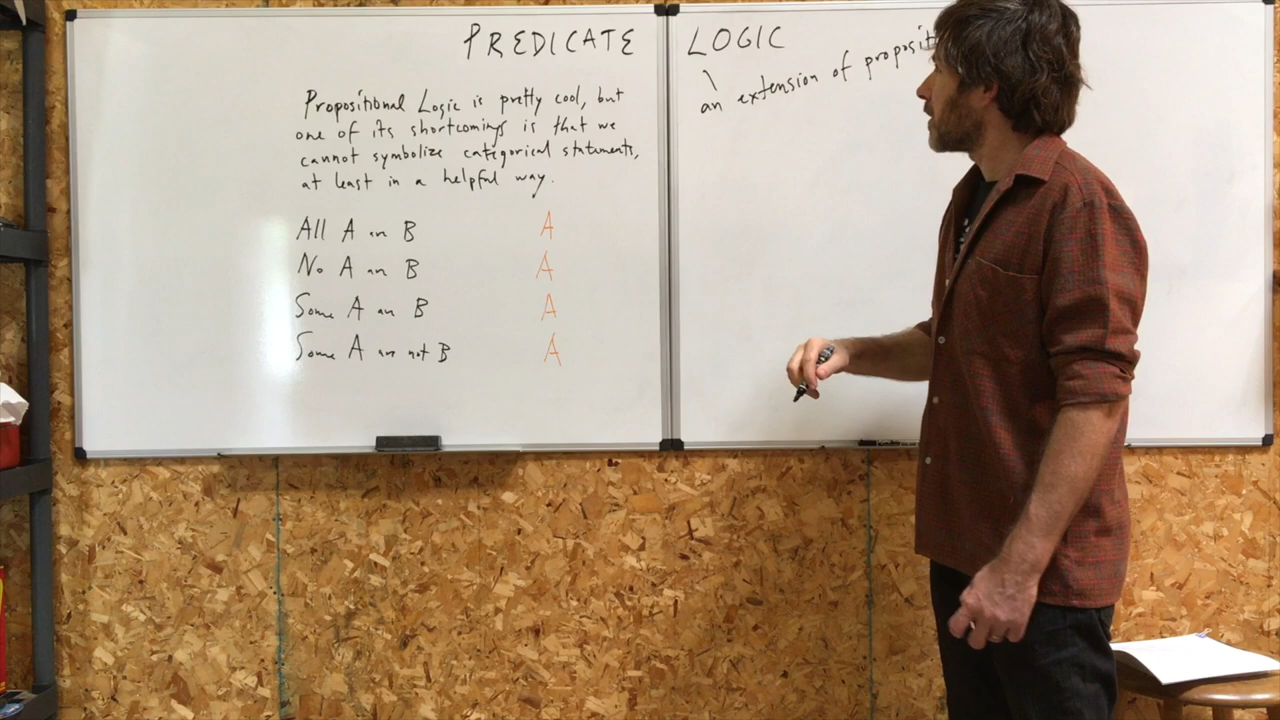 PREDICATE LOGIC
an extension of proposit
Propositional Logic is pretty cool, but
one of its shortcomings is that we
cannot symbolize categorical statements,
at least in a helpful way.
All A are B A
No A are B A
Some A are B A
Some A are not B A